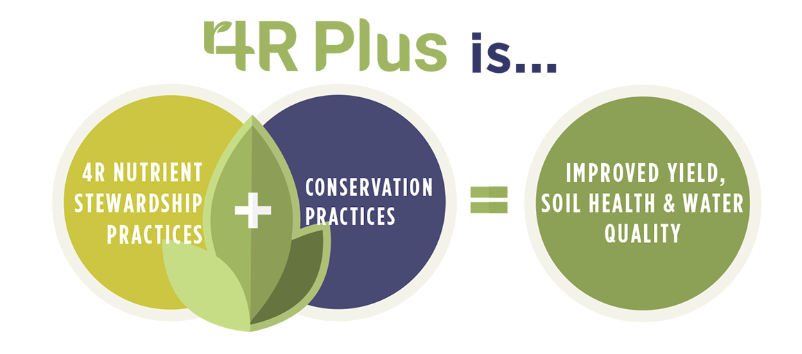 4R Plus is...
4R NUTRIENT
STEWARDSHIP
PRACTICES
+
CONSERVATION
PRACTICES
=
IMPROVED YIELD,
SOIL HEALTH & WATER
QUALITY